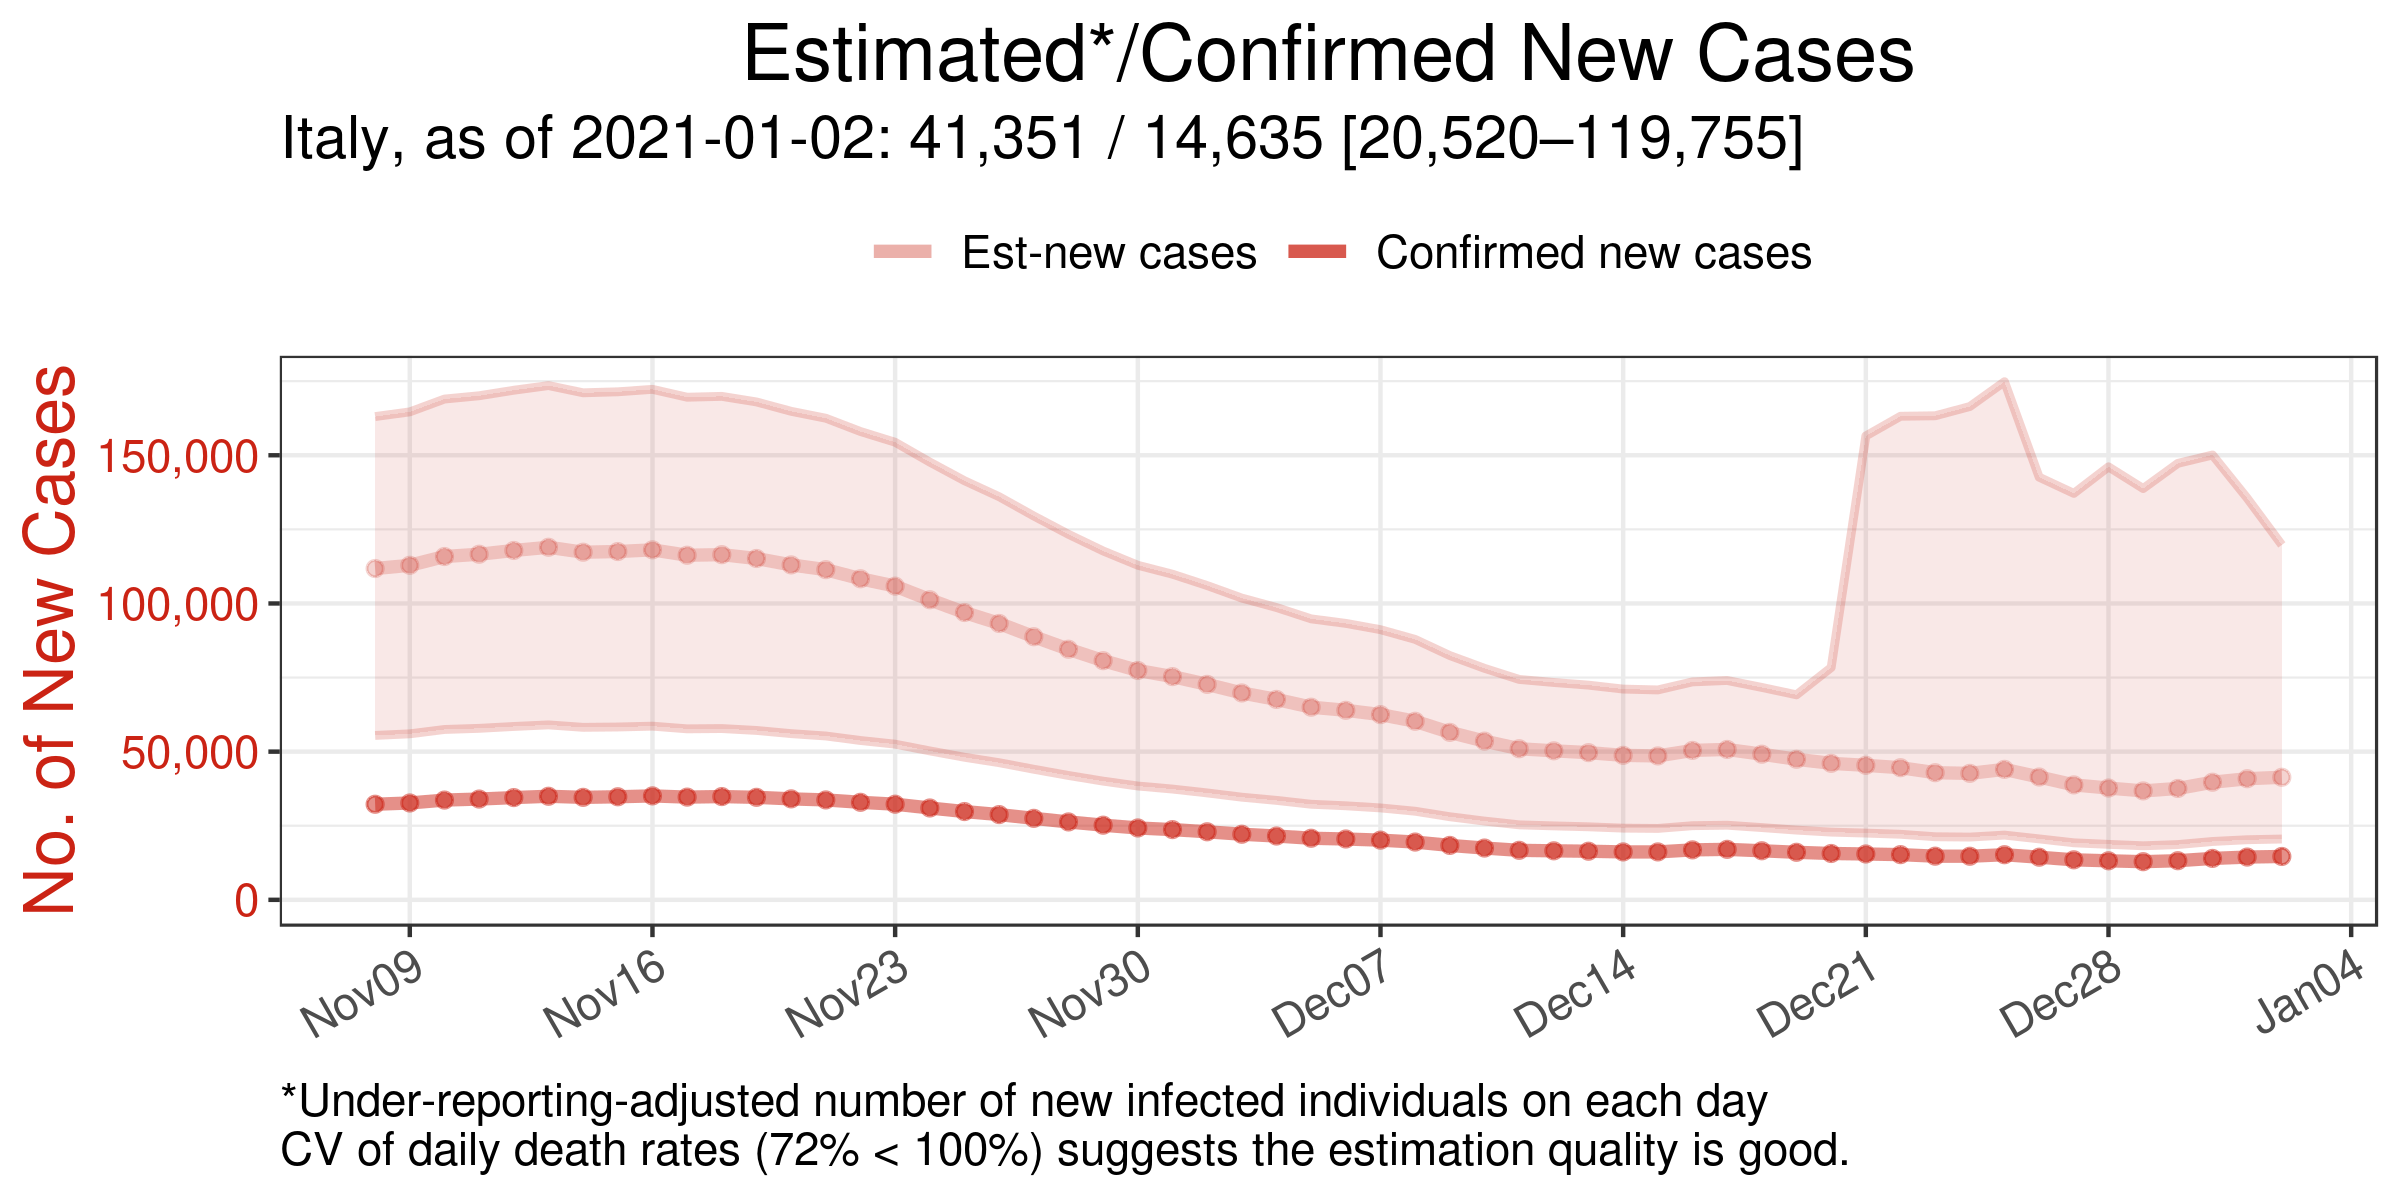 Estimated*/Confirmed New Cases
Italy, as of 2021-01-02: 41,351 / 14,635 [20,520–119,755]
Est-new cases
Confirmed new cases
No. of New Cases
150,000
100,000
50,000
0
Nov09
Nov16
Nov23
Nov30
Dec07
Dec14
Dec21
Dec28
Jan04
*Under-reporting-adjusted number of new infected individuals on each day
CV of daily death rates (72% < 100%) suggests the estimation quality is good.